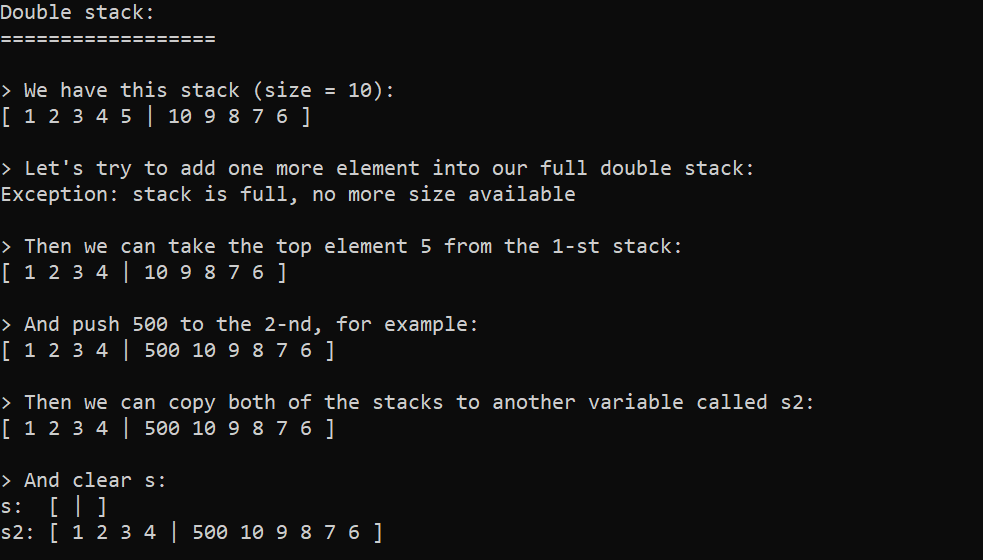 Double stack:
==================
> We have this stack (size = 10):
[ 1 2 3 4 5 | 10 9 8 7 6 ]
> Let's try to add one more element into our full double stack:
Exception: stack is full, no more size available
> Then we can take the top element 5 from the 1-st stack:
[ 1 2 3 4 | 10 9 8 7 6 ]
> And push 500 to the 2-nd, for example:
[ 1 2 3 4 | 500 10 9 8 7 6 ]
> Then we can copy both of the stacks to another variable called s2:
[ 1 2 3 4 | 500 10 9 8 7 6 ]
> And clear s:
s:  [ | ]
s2: [ 1 2 3 4 | 500 10 9 8 7 6 ]